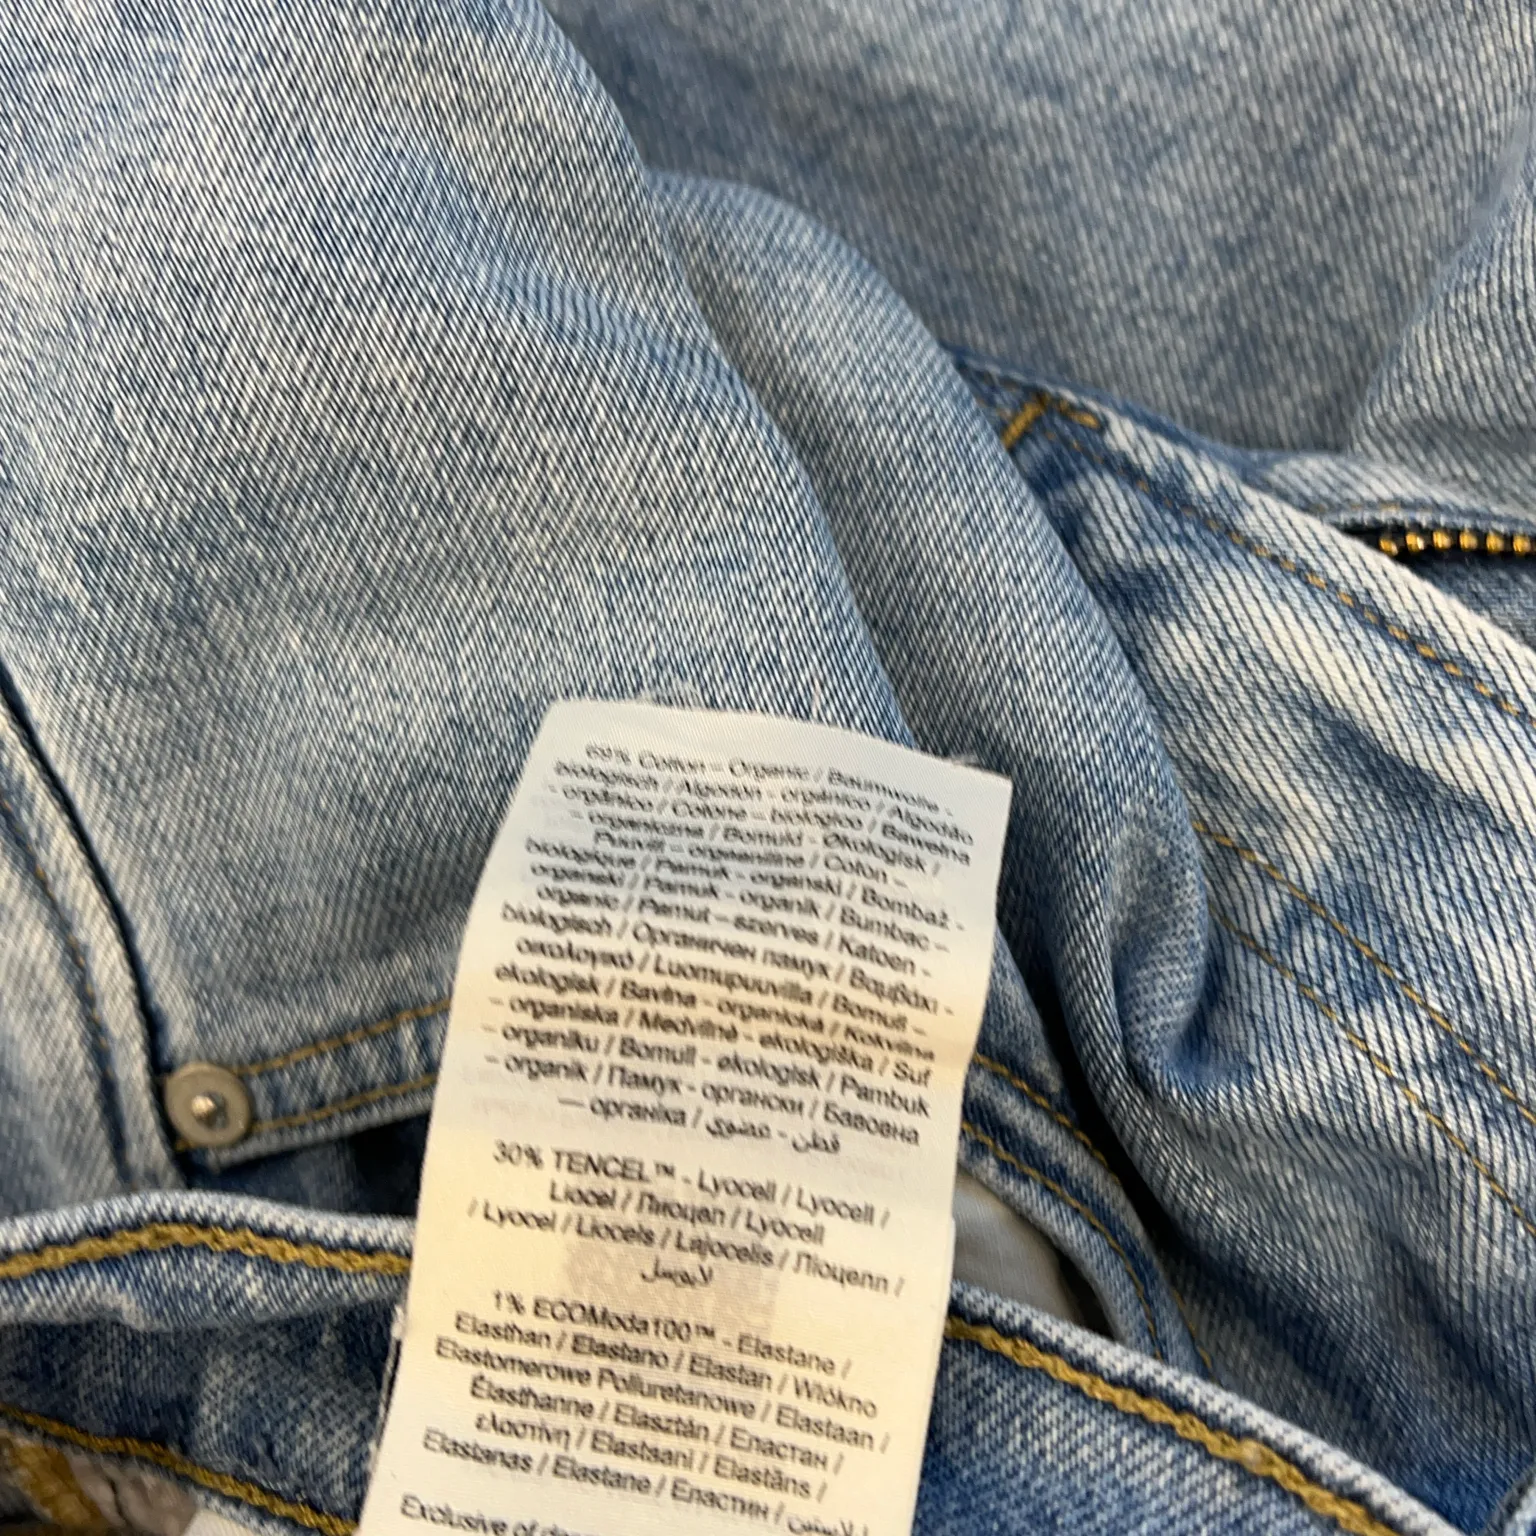 69% Cotton – Organic / Baumwolle -
biologisch / Algodón - orgánico / Algodão
- orgânico / Cotone – biologico / Bawełna
– organiczna / Bomuld - Økologisk /
Puuvill – orgaaniline / Coton –
biologique / Pamuk - organski / Bombaž -
organski / Pamuk - organik / Bumbac –
organic / Pamut – szerves / Katoen -
biologisch / Органичен памук / Βαμβάκι -
οικολογικό / Luomupuuvilla / Bomull –
ekologisk / Bavlna - organická / Kokvilna
– organiska / Medvilnė - ekologiška / Suf
– organiku / Bomull - økologisk / Pambuk
– organik / Памук - органски / Бавовна
— органіка / قطن - عضوي
30% TENCEL™ - Lyocell / Lyocell /
Liocel / Лиоцел / Lyocell
/ Lyocel / Liocels / Lajocelis / Ліоцелл /
لايوسل
1% ECOModa100™ - Elastane /
Elasthan / Elastano / Elastan / Włókno
Elastomerowe Poliuretanowe / Elastaan /
Élasthanne / Elasztán / Еластан /
ελαστίνη / Elastsani / Elastāns /
Elastanas / Elastane / Еластин / الاستين
Exclusive of